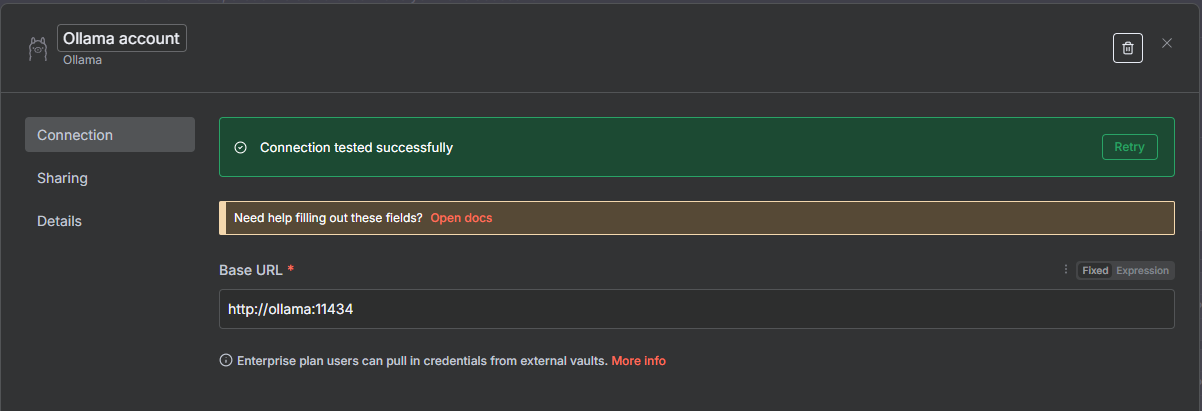 Ollama account
Ollama
Connection
Sharing
Details
Connection tested successfully
Retry
Need help filling out these fields? Open docs
Base URL *
Fixed Expression
http://ollama:11434
Enterprise plan users can pull in credentials from external vaults. More info